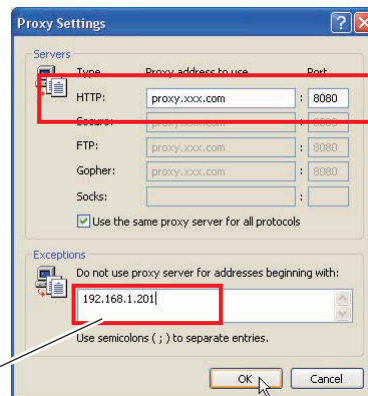 Proxy Settings
Servers
Type Proxy address to use Port
HTTP: proxy.xxx.com : 8080
Secure: proxy.xxx.com : 8080
FTP: proxy.xxx.com : 8080
Gopher: proxy.xxx.com : 8080
Socks: :
Use the same proxy server for all protocols
Exceptions
Do not use proxy server for addresses beginning with:
192.168.1.201
Use semicolons ( ; ) to separate entries.
OK Cancel